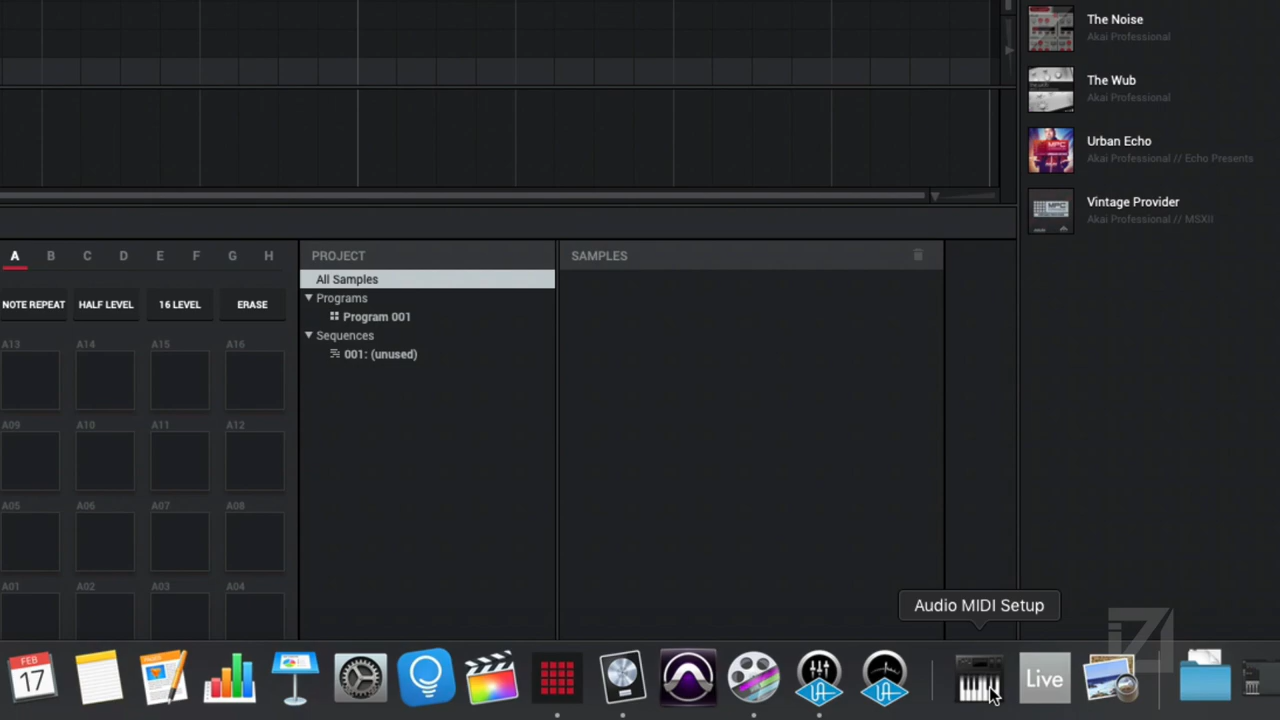 The Noise
Akai Professional
The Wub
Akai Professional
Urban Echo
Akai Professional // Echo Presents
Vintage Provider
Akai Professional // MSXII
A B C D E F G H
NOTE REPEAT HALF LEVEL 16 LEVEL ERASE
A13 A14 A15 A16
A09 A10 A11 A12
A05 A06 A07 A08
A01 A02 A03 A04
PROJECT
All Samples
Programs
Program 001
Sequences
001: (unused)
SAMPLES
Audio MIDI Setup
FEB
17
Live